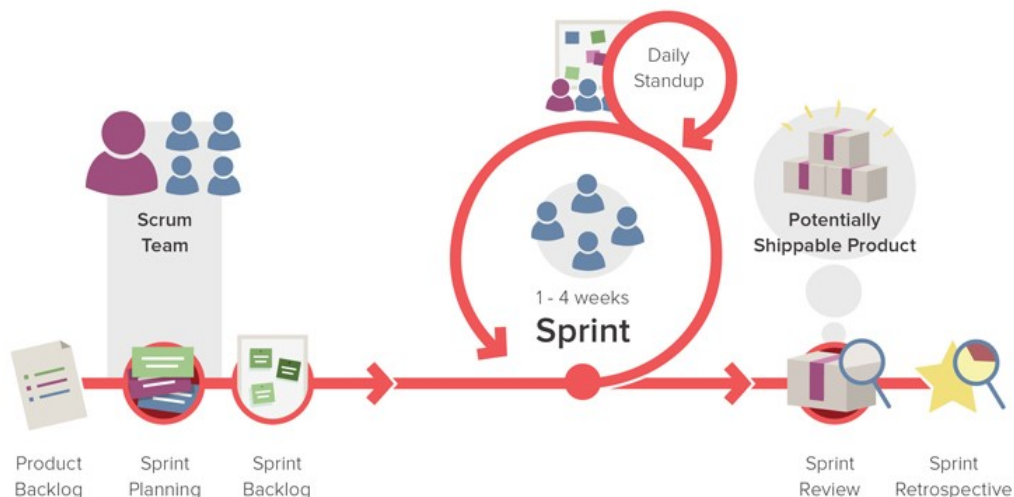 Daily
Standup
Scrum
Team
Potentially
Shippable Product
1 - 4 weeks
Sprint
Product
Backlog
Sprint
Planning
Sprint
Backlog
Sprint
Review
Sprint
Retrospective